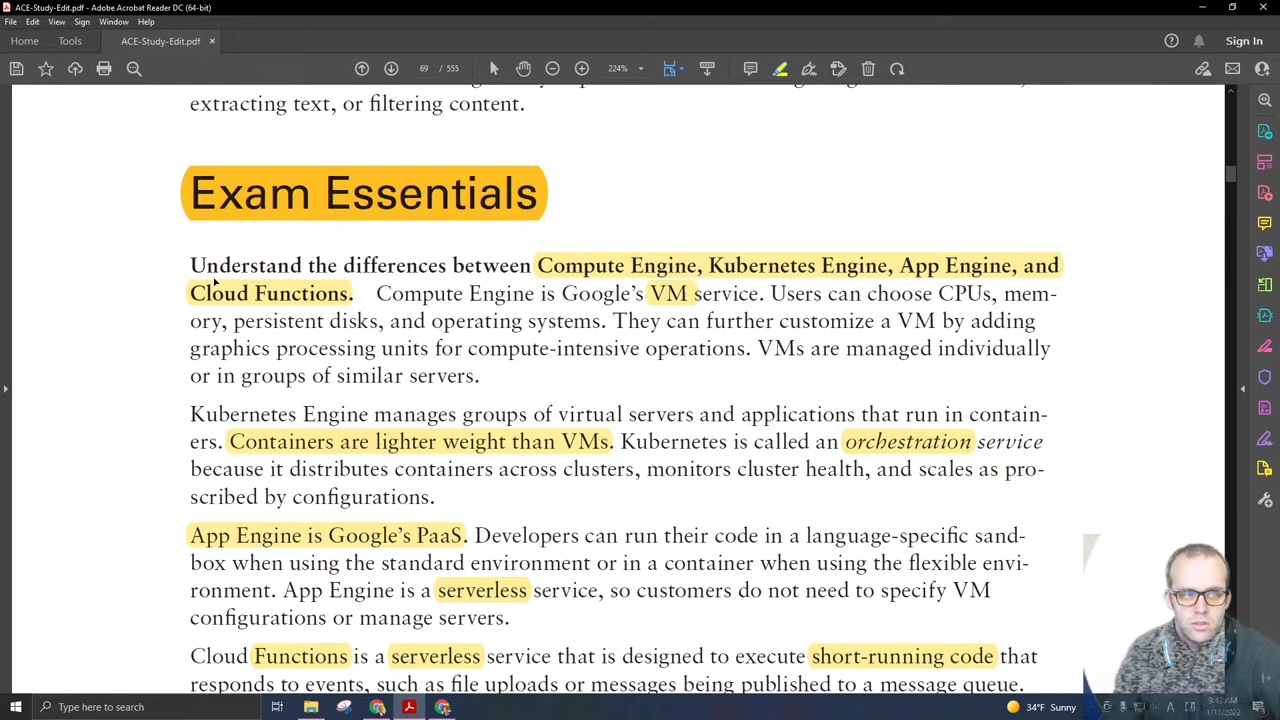 ACE-Study-Edit.pdf - Adobe Acrobat Reader DC (64-bit)
File Edit View Sign Window Help
Home Tools ACE-Study-Edit.pdf × Sign In
69 / 555 224%
extracting text, or filtering content.
Exam Essentials
Understand the differences between Compute Engine, Kubernetes Engine, App Engine, and
Cloud Functions. Compute Engine is Google's VM service. Users can choose CPUs, mem-
ory, persistent disks, and operating systems. They can further customize a VM by adding
graphics processing units for compute-intensive operations. VMs are managed individually
or in groups of similar servers.
Kubernetes Engine manages groups of virtual servers and applications that run in contain-
ers. Containers are lighter weight than VMs. Kubernetes is called an orchestration service
because it distributes containers across clusters, monitors cluster health, and scales as pro-
scribed by configurations.
App Engine is Google's PaaS. Developers can run their code in a language-specific sand-
box when using the standard environment or in a container when using the flexible envi-
ronment. App Engine is a serverless service, so customers do not need to specify VM
configurations or manage servers.
Cloud Functions is a serverless service that is designed to execute short-running code that
responds to events, such as file uploads or messages being published to a message queue.
Type here to search 34°F Sunny 9:43 AM
1/11/2022